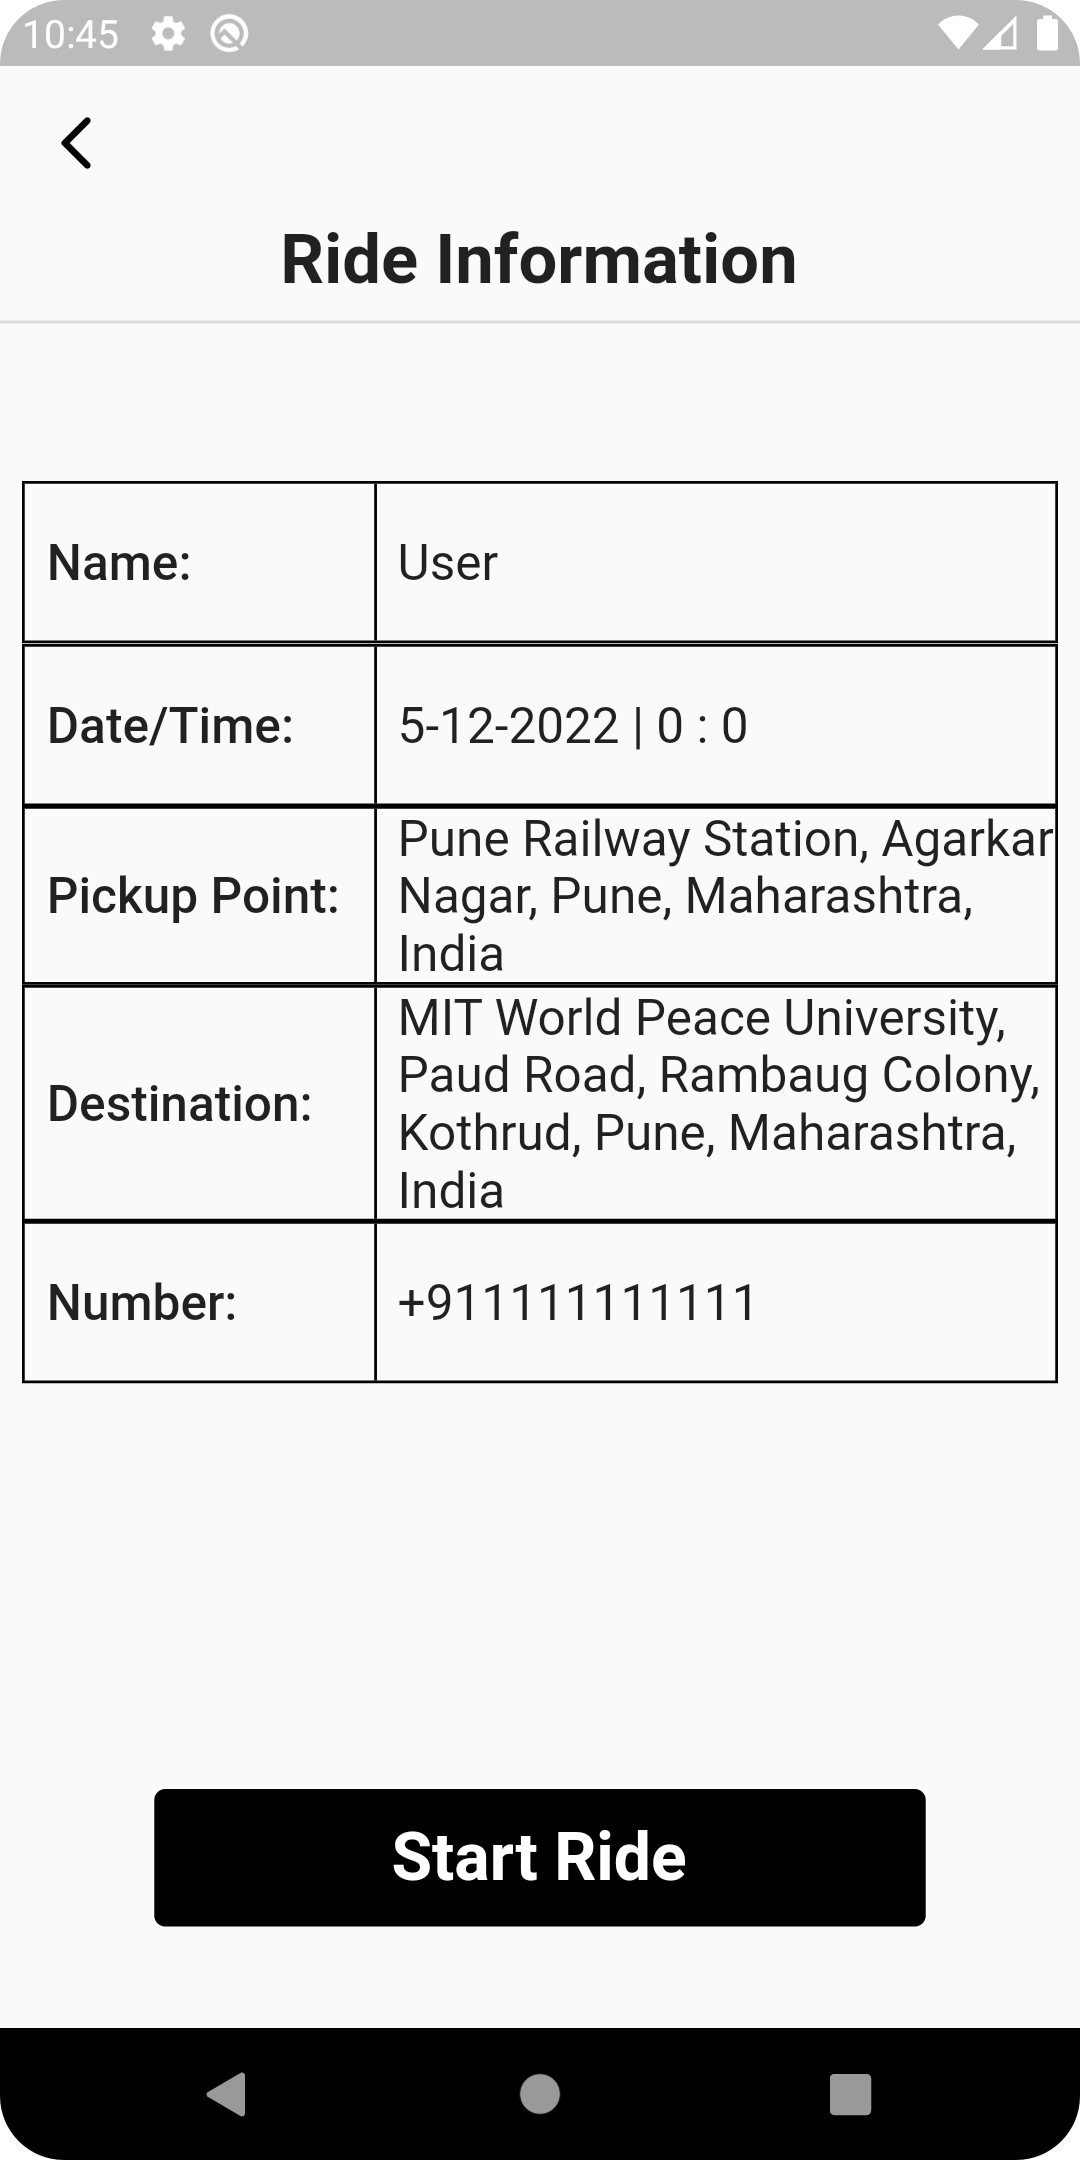 10:45
Ride Information
Name: User
Date/Time: 5-12-2022 | 0 : 0
Pickup Point: Pune Railway Station, Agarkar
Nagar, Pune, Maharashtra,
India
Destination: MIT World Peace University,
Paud Road, Rambaug Colony,
Kothrud, Pune, Maharashtra,
India
Number: +911111111111
Start Ride